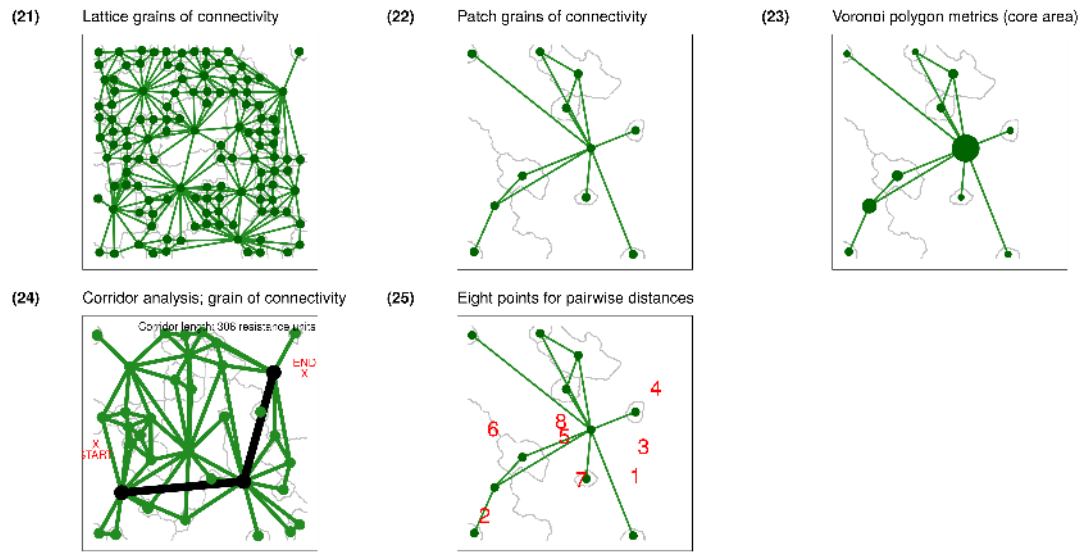 (21) Lattice grains of connectivity
(22) Patch grains of connectivity
(23) Voronoi polygon metrics (core area)
(24) Corridor analysis; grain of connectivity
Corridor length: 306 resistance units
END
X
X
START
(25) Eight points for pairwise distances
4
8
6
5
3
7
1
2